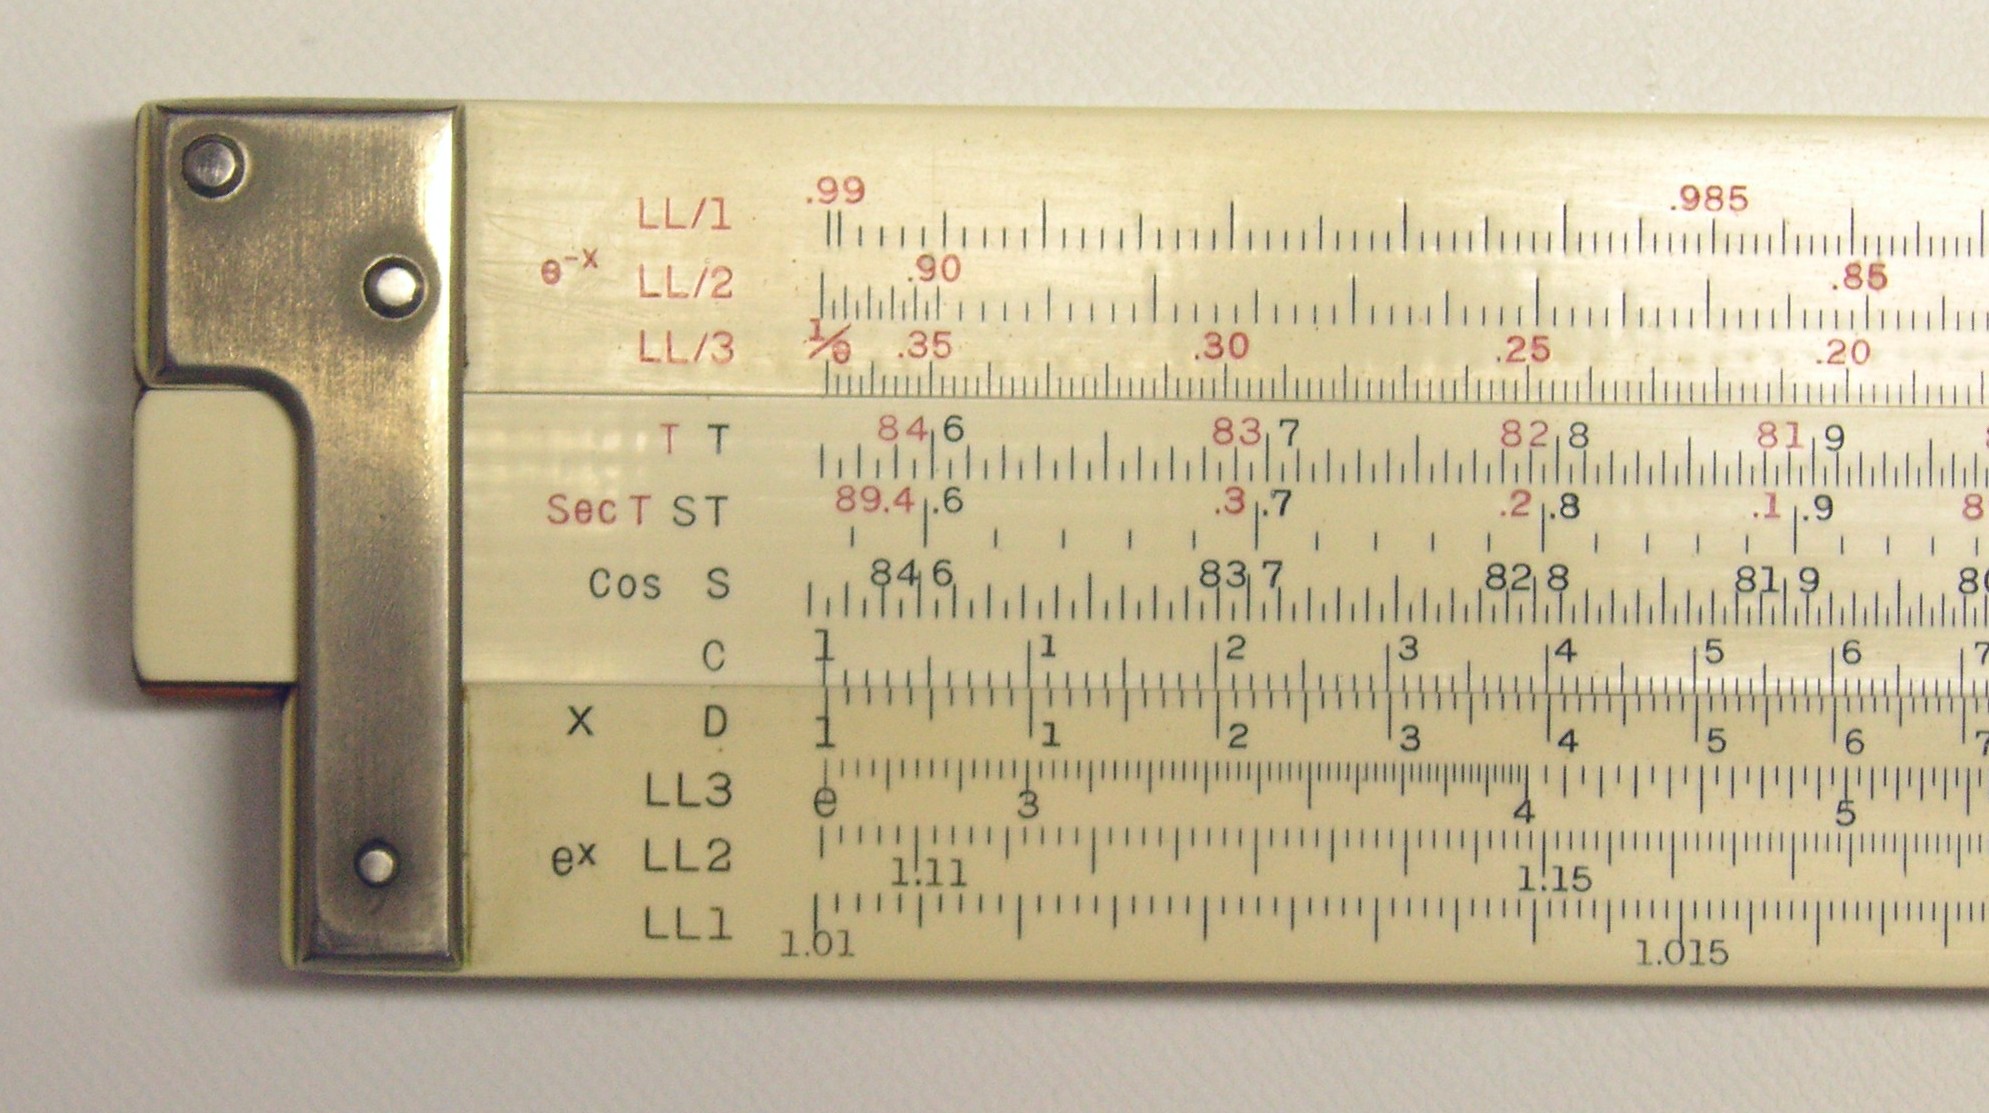 .99 .985
LL/1
e-x LL/2 .90 .85
LL/3 1/e .35 .30 .25 .20
T T 84 6 83 7 82 8 81 9
Sec T ST 89.4 .6 .3 .7 .2 .8 .1 .9 8
Cos S 84 6 83 7 82 8 81 9 80
C 1 1 2 3 4 5 6 7
X D 1 1 2 3 4 5 6 7
LL3 e 3 4 5
ex LL2 1.11 1.15
LL1 1.01 1.015